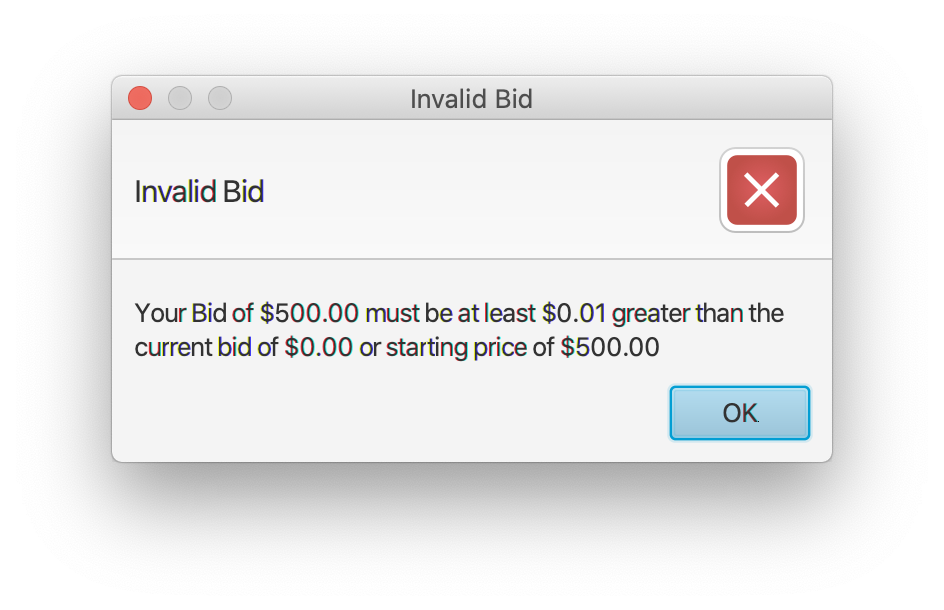 Invalid Bid
Invalid Bid
Your Bid of $500.00 must be at least $0.01 greater than the
current bid of $0.00 or starting price of $500.00
OK